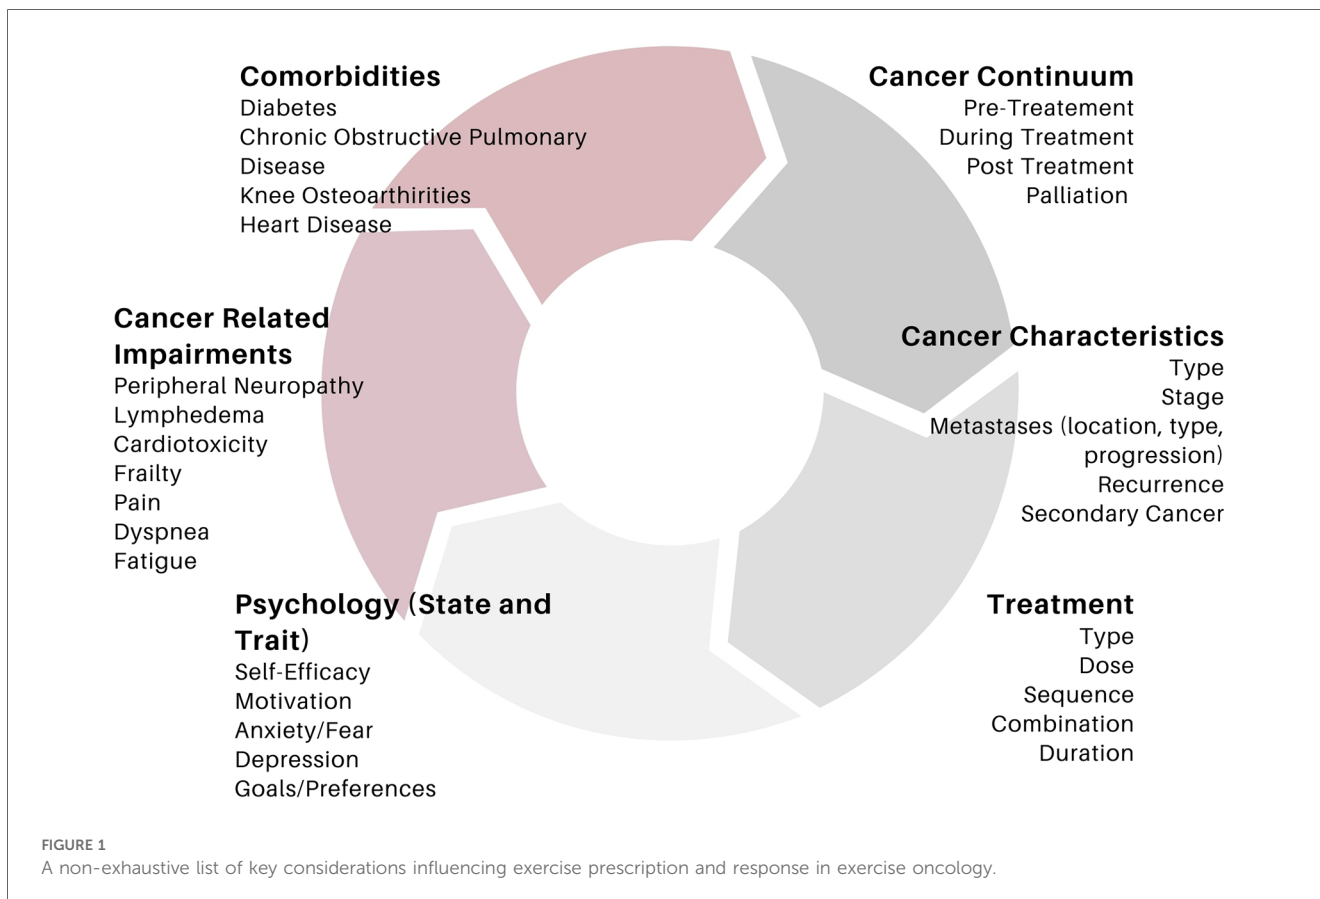 Comorbidities
Diabetes
Chronic Obstructive Pulmonary
Disease
Knee Osteoarthirities
Heart Disease
Cancer Continuum
Pre-Treatement
During Treatment
Post Treatment
Palliation
Cancer Related
Impairments
Peripheral Neuropathy
Lymphedema
Cardiotoxicity
Frailty
Pain
Dyspnea
Fatigue
Cancer Characteristics
Type
Stage
Metastases (location, type,
progression)
Recurrence
Secondary Cancer
Psychology (State and
Trait)
Self-Efficacy
Motivation
Anxiety/Fear
Depression
Goals/Preferences
Treatment
Type
Dose
Sequence
Combination
Duration
FIGURE 1
A non-exhaustive list of key considerations influencing exercise prescription and response in exercise oncology.